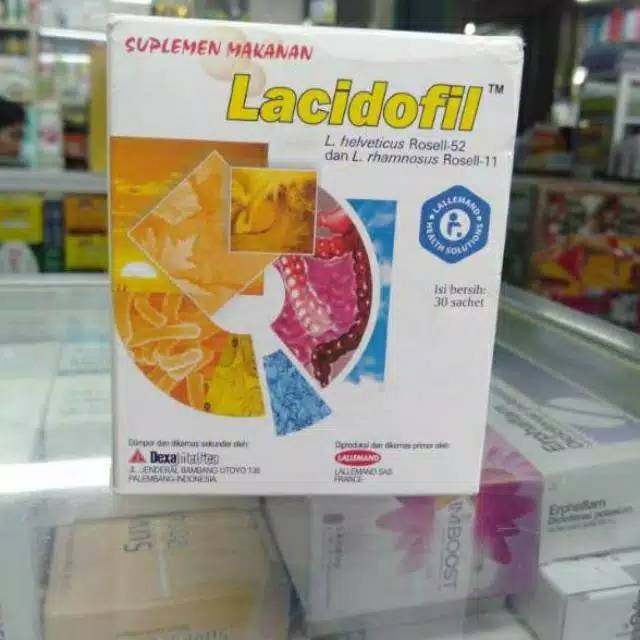 SUPLEMEN MAKANAN
Lacidofil™
L. helveticus Rosell-52
dan L. rhamnosus Rosell-11
LALLEMAND
HEALTH SOLUTIONS
Isi bersih:
30 sachet
Diimpor dan dikemas sekunder oleh:
Dexa Medica
JL. JENDERAL BAMBANG UTOYO 138
PALEMBANG-INDONESIA
Diproduksi dan dikemas primer oleh:
LALLEMAND
LALLEMAND SAS
FRANCE
Erphaflam
Erphaflam
IMBOOST